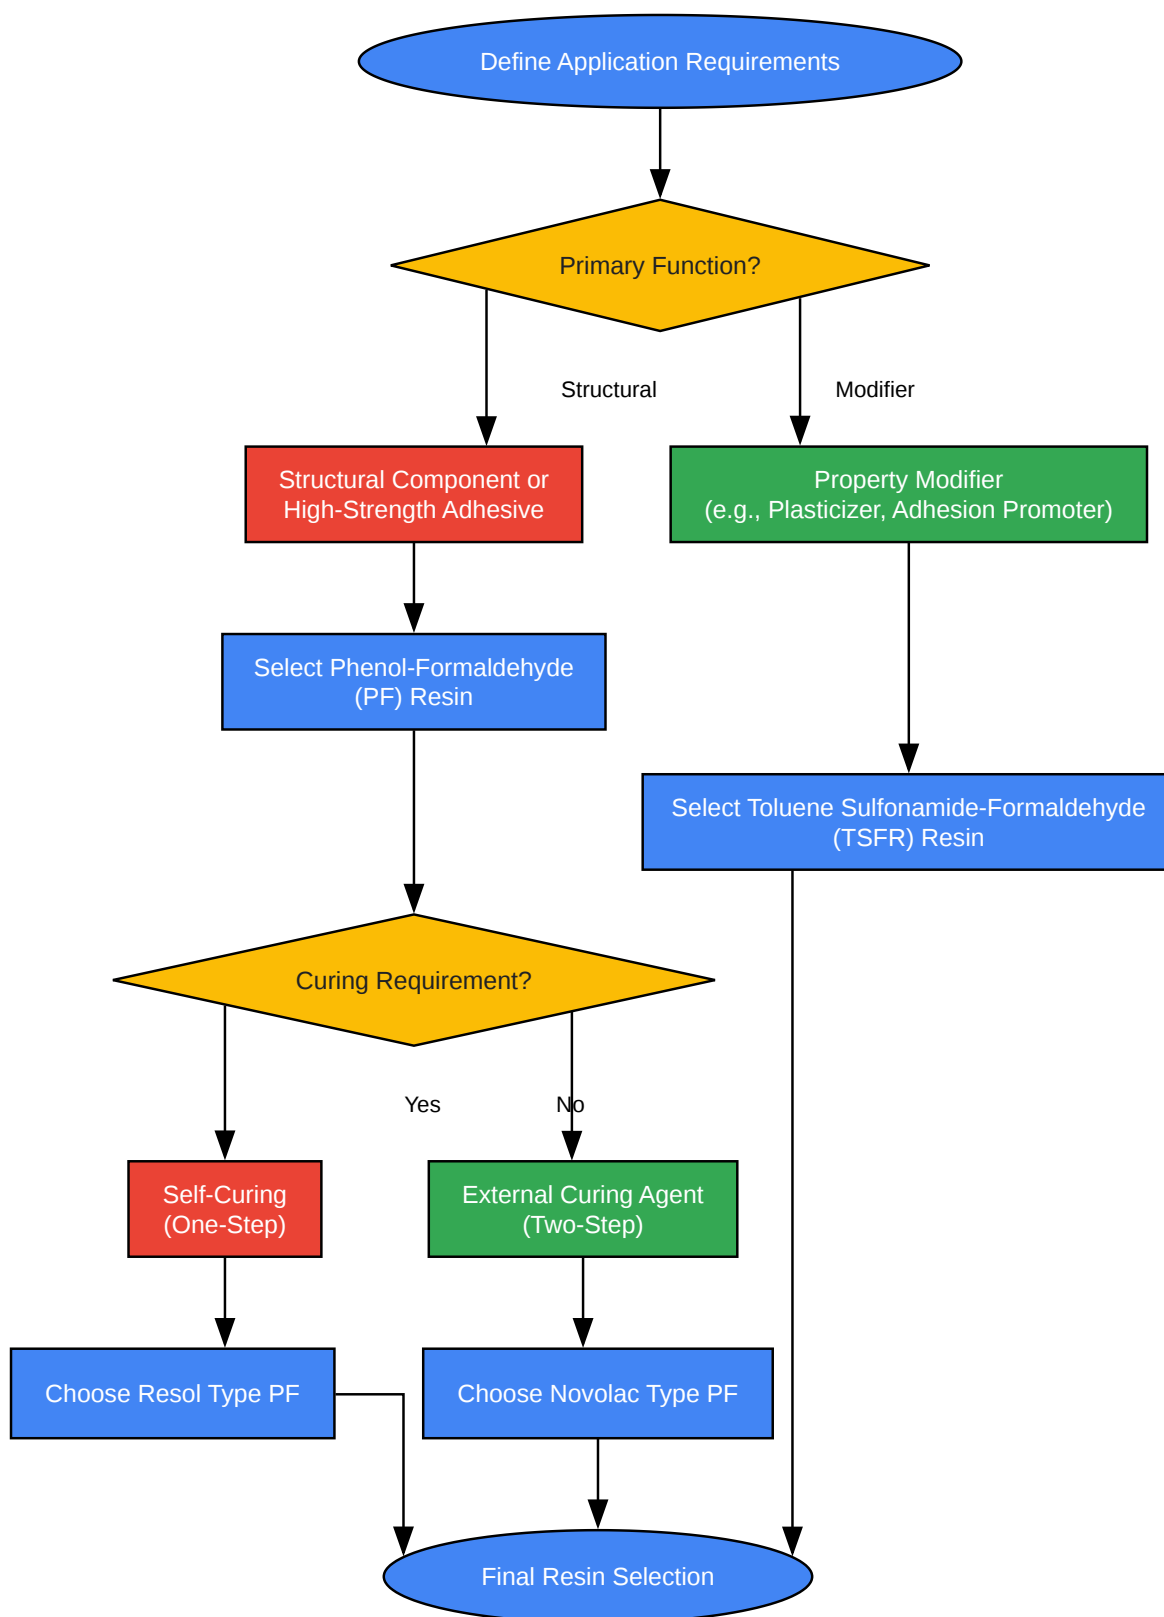 Define Application Requirements
Primary Function?
Structural
Modifier
Structural Component or
High-Strength Adhesive
Property Modifier
(e.g., Plasticizer, Adhesion Promoter)
Select Phenol-Formaldehyde
(PF) Resin
Select Toluene Sulfonamide-Formaldehyde
(TSFR) Resin
Curing Requirement?
Yes
No
Self-Curing
(One-Step)
External Curing Agent
(Two-Step)
Choose Resol Type PF
Choose Novolac Type PF
Final Resin Selection